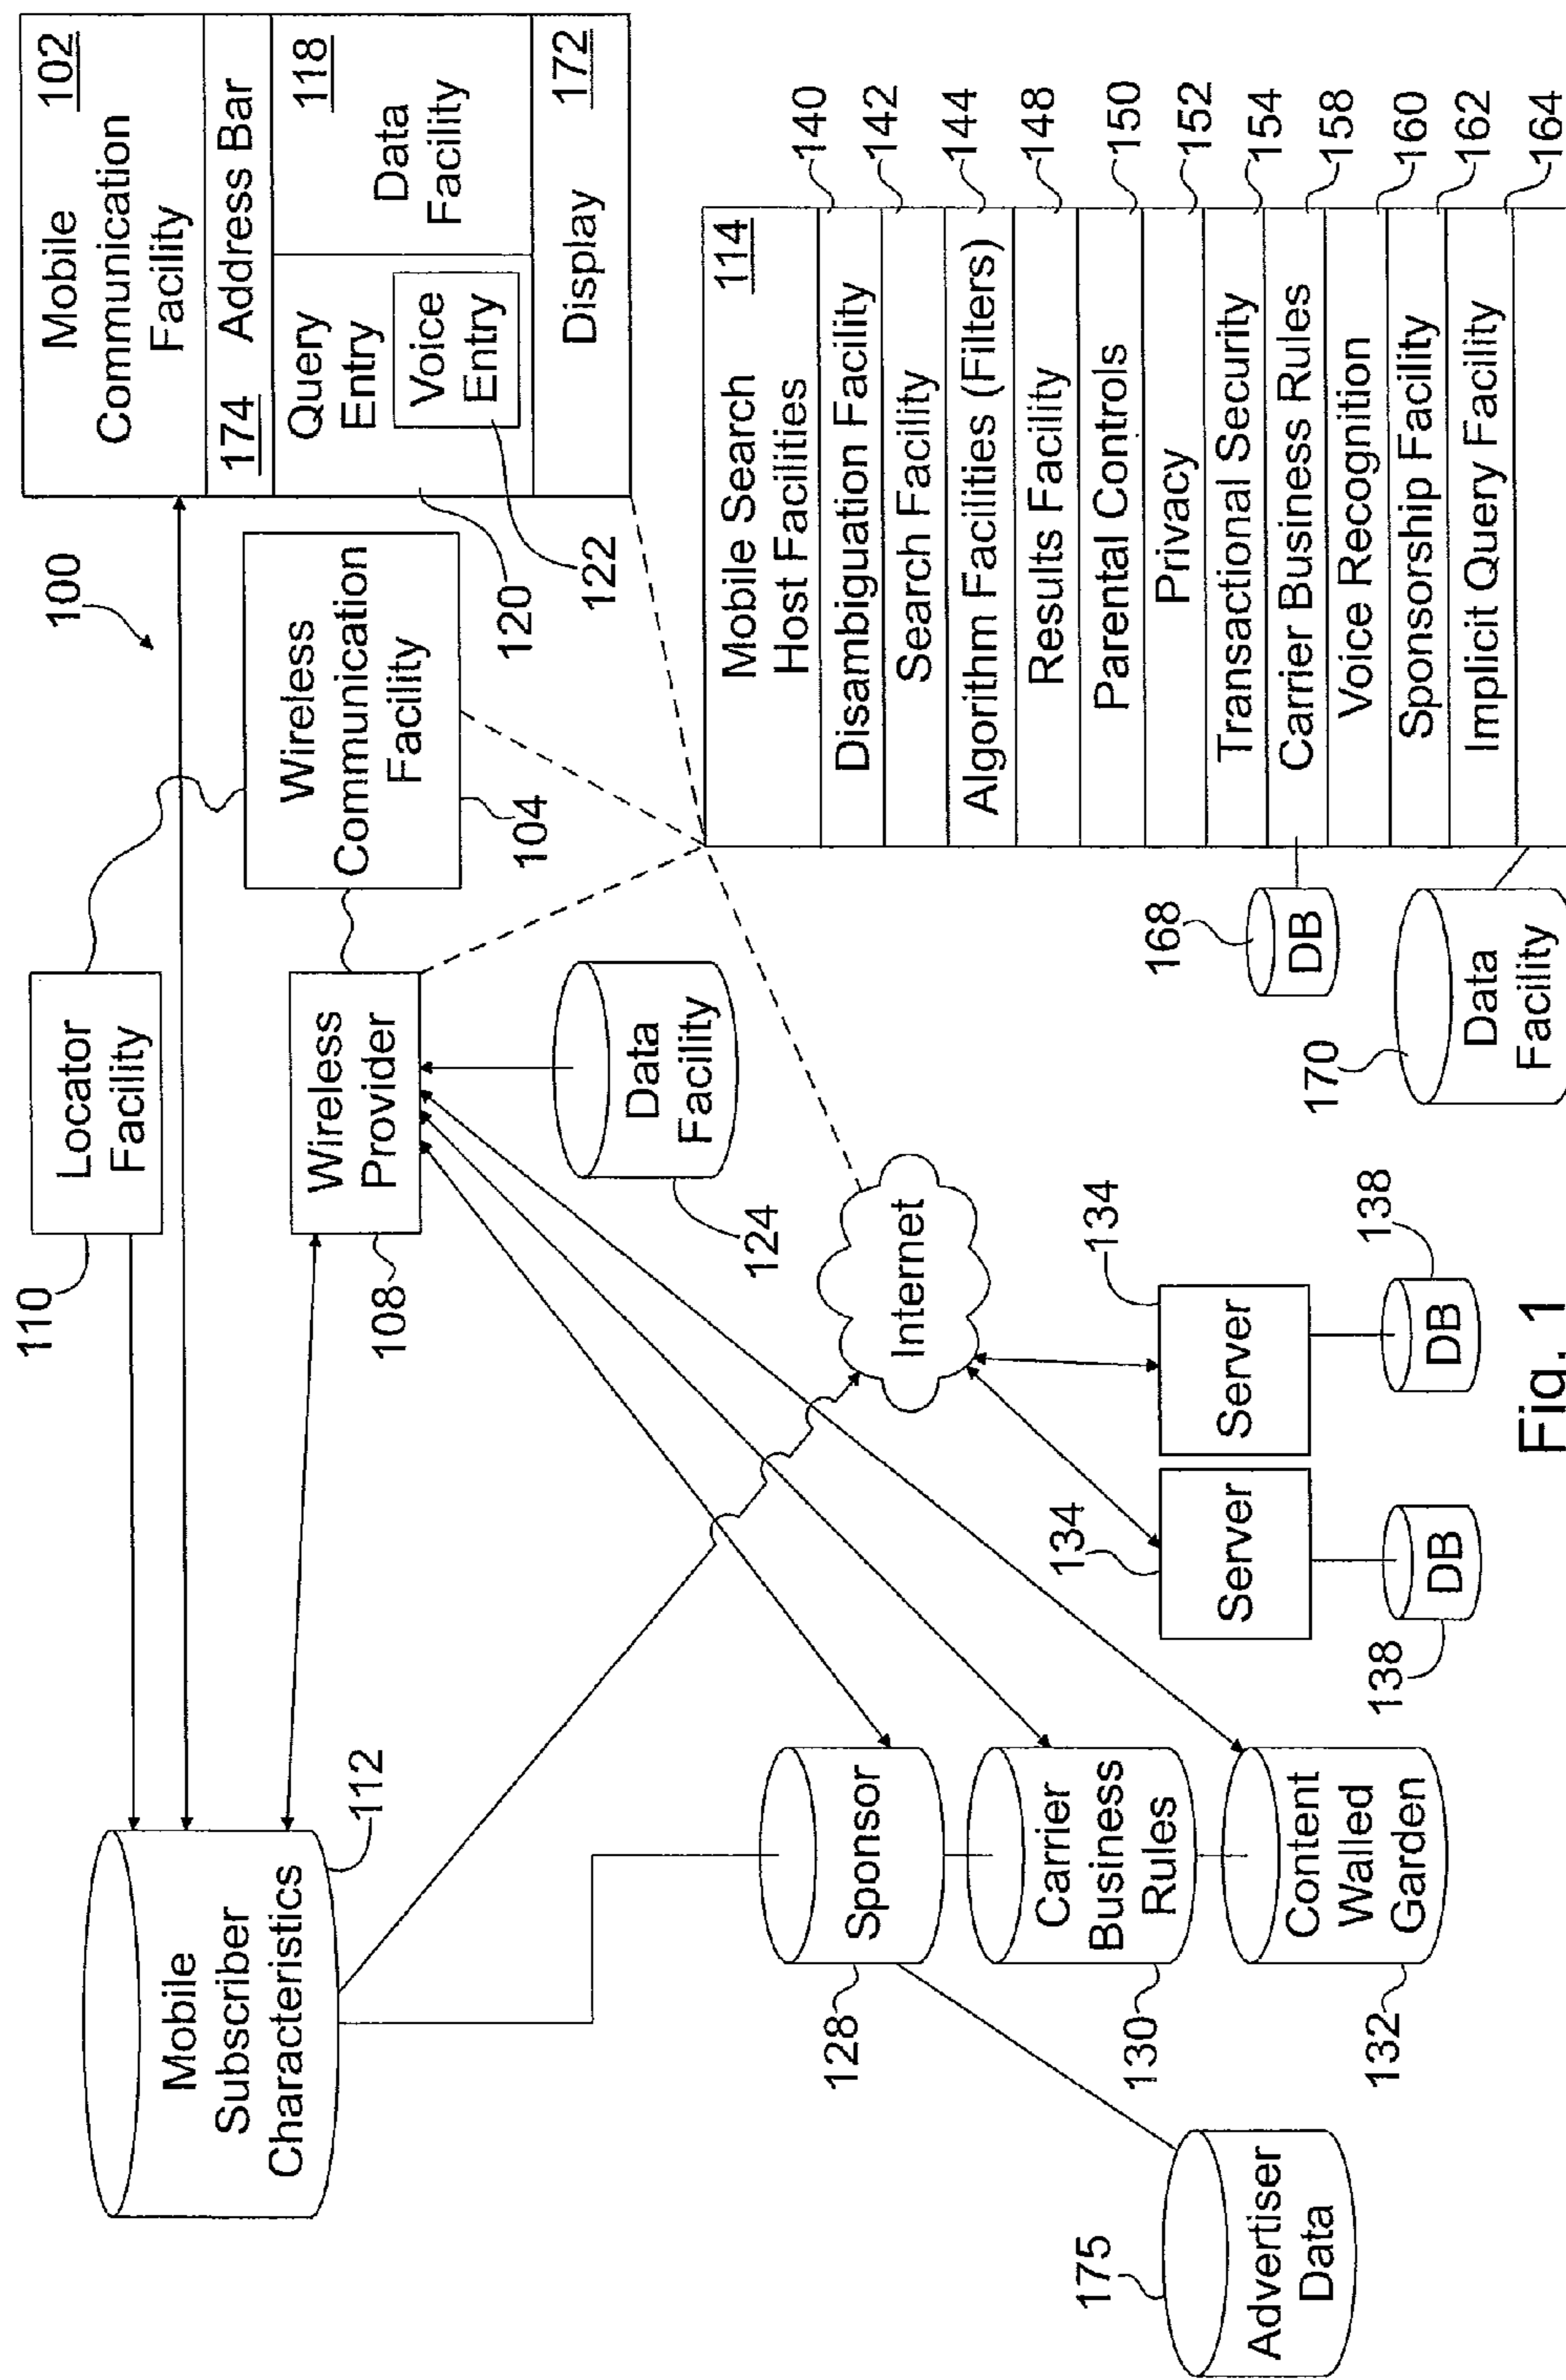 100
Mobile
Subscriber
Characteristics
112
110
Locator
Facility
Wireless
Provider
108
Wireless
Communication
Facility
104
Mobile
Communication
Facility
102
174
Address Bar
Query
Entry
Voice
Entry
118
Data
Facility
Display
172
120
122
Data
Facility
124
Internet
Sponsor
128
Carrier
Business
Rules
130
Content
Walled
Garden
132
175
Advertiser
Data
134
Server
134
Server
138
DB
138
DB
Mobile Search
Host Facilities
114
Disambiguation Facility
Search Facility
Algorithm Facilities (Filters)
Results Facility
Parental Controls
Privacy
Transactional Security
Carrier Business Rules
Voice Recognition
Sponsorship Facility
Implicit Query Facility
140
142
144
148
150
152
154
158
160
162
164
168
DB
170
Data
Facility
Fig. 1